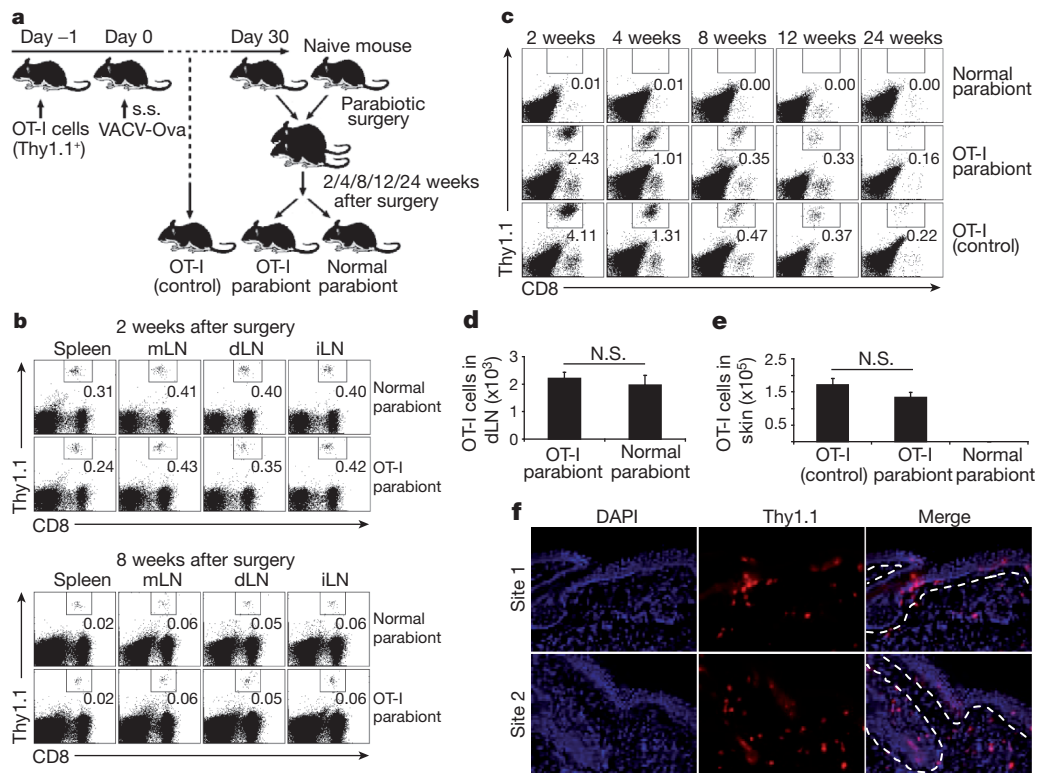 a
Day –1
Day 0
Day 30
Naive mouse
OT-I cells
(Thy1.1⁺)
s.s.
VACV-Ova
Parabiotic
surgery
2/4/8/12/24 weeks
after surgery
OT-I
(control)
OT-I
parabiont
Normal
parabiont
b
2 weeks after surgery
Spleen mLN dLN iLN
0.31 0.41 0.40 0.40
Normal
parabiont
0.24 0.43 0.35 0.42
OT-I
parabiont
Thy1.1
CD8
8 weeks after surgery
Spleen mLN dLN iLN
0.02 0.06 0.05 0.06
Normal
parabiont
0.02 0.06 0.05 0.06
OT-I
parabiont
Thy1.1
CD8
c
2 weeks 4 weeks 8 weeks 12 weeks 24 weeks
0.01 0.01 0.00 0.00 0.00
Normal
parabiont
2.43 1.01 0.35 0.33 0.16
OT-I
parabiont
4.11 1.31 0.47 0.37 0.22
OT-I
(control)
Thy1.1
CD8
d
OT-I cells in
dLN (x10³)
3
2
1
0
N.S.
OT-I
parabiont
Normal
parabiont
e
OT-I cells in
skin (x10⁵)
2.5
1.5
.5
N.S.
OT-I
(control)
OT-I
parabiont
Normal
parabiont
f
DAPI Thy1.1 Merge
Site 1
Site 2